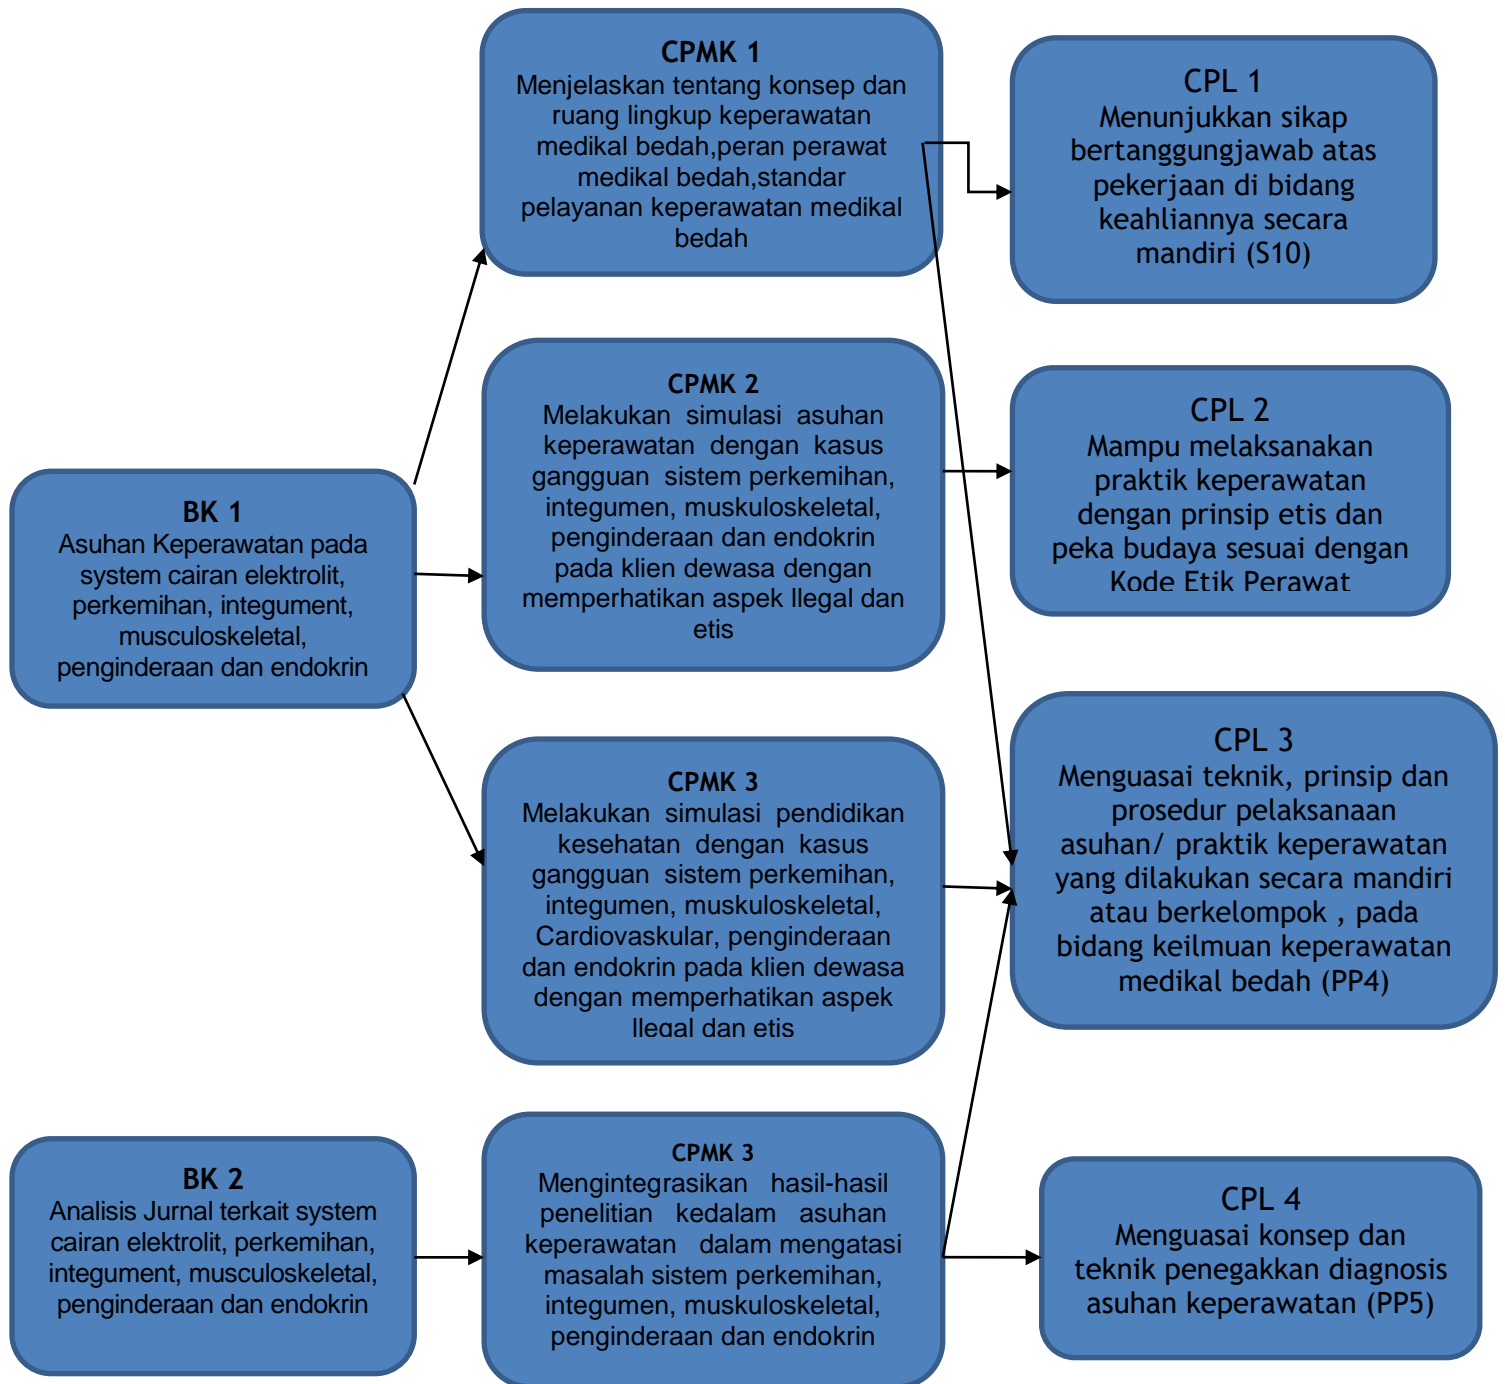 CPMK 1
Menjelaskan tentang konsep dan
ruang lingkup keperawatan
medikal bedah,peran perawat
medikal bedah,standar
pelayanan keperawatan medikal
bedah
CPL 1
Menunjukkan sikap
bertanggungjawab atas
pekerjaan di bidang
keahliannya secara
mandiri (S10)
CPMK 2
Melakukan simulasi asuhan
keperawatan dengan kasus
gangguan sistem perkemihan,
integumen, muskuloskeletal,
penginderaan dan endokrin
pada klien dewasa dengan
memperhatikan aspek llegal dan
etis
CPL 2
Mampu melaksanakan
praktik keperawatan
dengan prinsip etis dan
peka budaya sesuai dengan
Kode Etik Perawat
BK 1
Asuhan Keperawatan pada
system cairan elektrolit,
perkemihan, integument,
musculoskeletal,
penginderaan dan endokrin
CPMK 3
Melakukan simulasi pendidikan
kesehatan dengan kasus
gangguan sistem perkemihan,
integumen, muskuloskeletal,
Cardiovaskular, penginderaan
dan endokrin pada klien dewasa
dengan memperhatikan aspek
llegal dan etis
CPL 3
Menguasai teknik, prinsip dan
prosedur pelaksanaan
asuhan/ praktik keperawatan
yang dilakukan secara mandiri
atau berkelompok , pada
bidang keilmuan keperawatan
medikal bedah (PP4)
BK 2
Analisis Jurnal terkait system
cairan elektrolit, perkemihan,
integument, musculoskeletal,
penginderaan dan endokrin
CPMK 3
Mengintegrasikan hasil-hasil
penelitian kedalam asuhan
keperawatan dalam mengatasi
masalah sistem perkemihan,
integumen, muskuloskeletal,
penginderaan dan endokrin
CPL 4
Menguasai konsep dan
teknik penegakkan diagnosis
asuhan keperawatan (PP5)